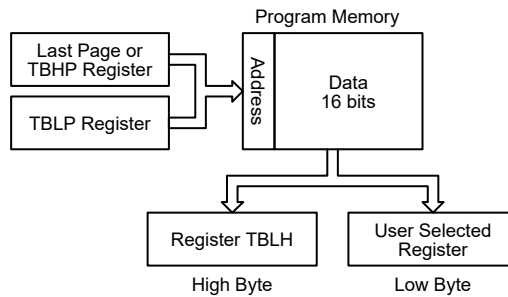 Program Memory
Last Page or
TBHP Register
TBLP Register
Address
Data
16 bits
Register TBLH
User Selected
Register
High Byte
Low Byte